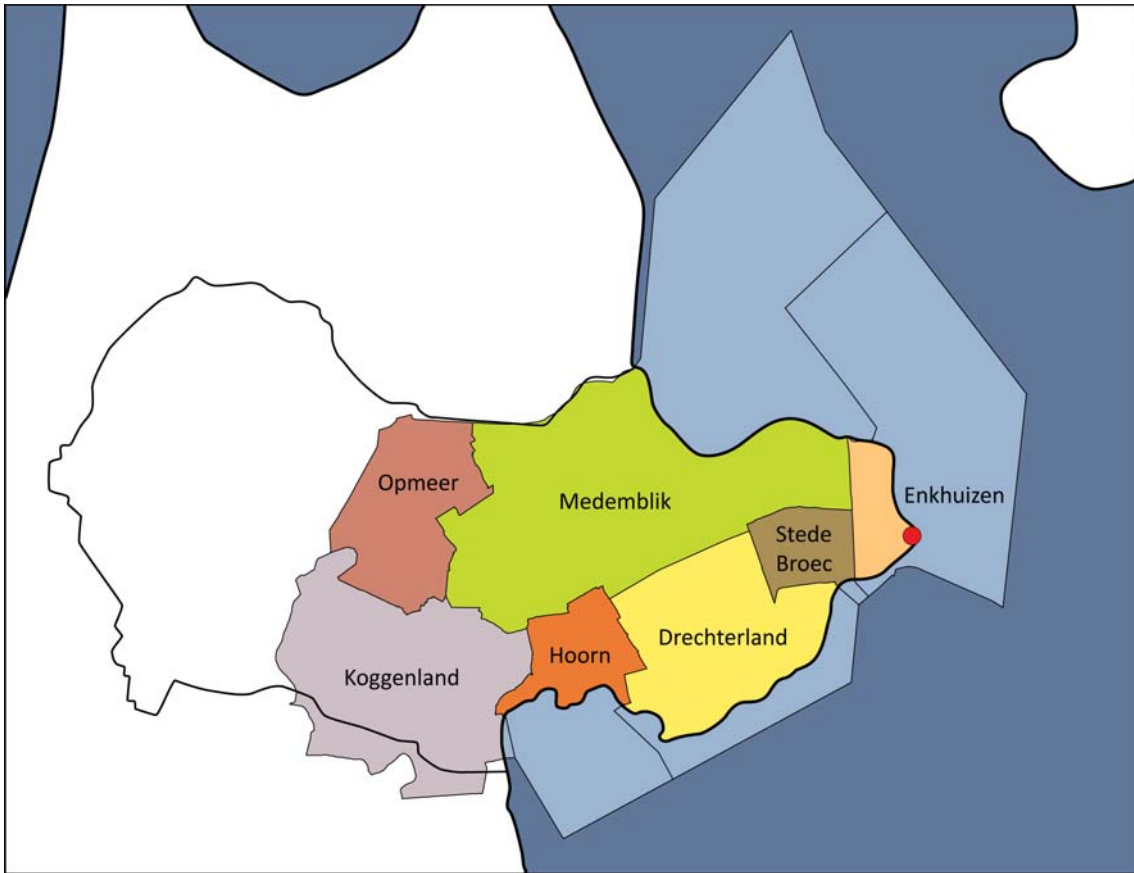 Opmeer
Medemblik
Enkhuizen
Stede
Broec
Drechterland
Hoorn
Koggenland